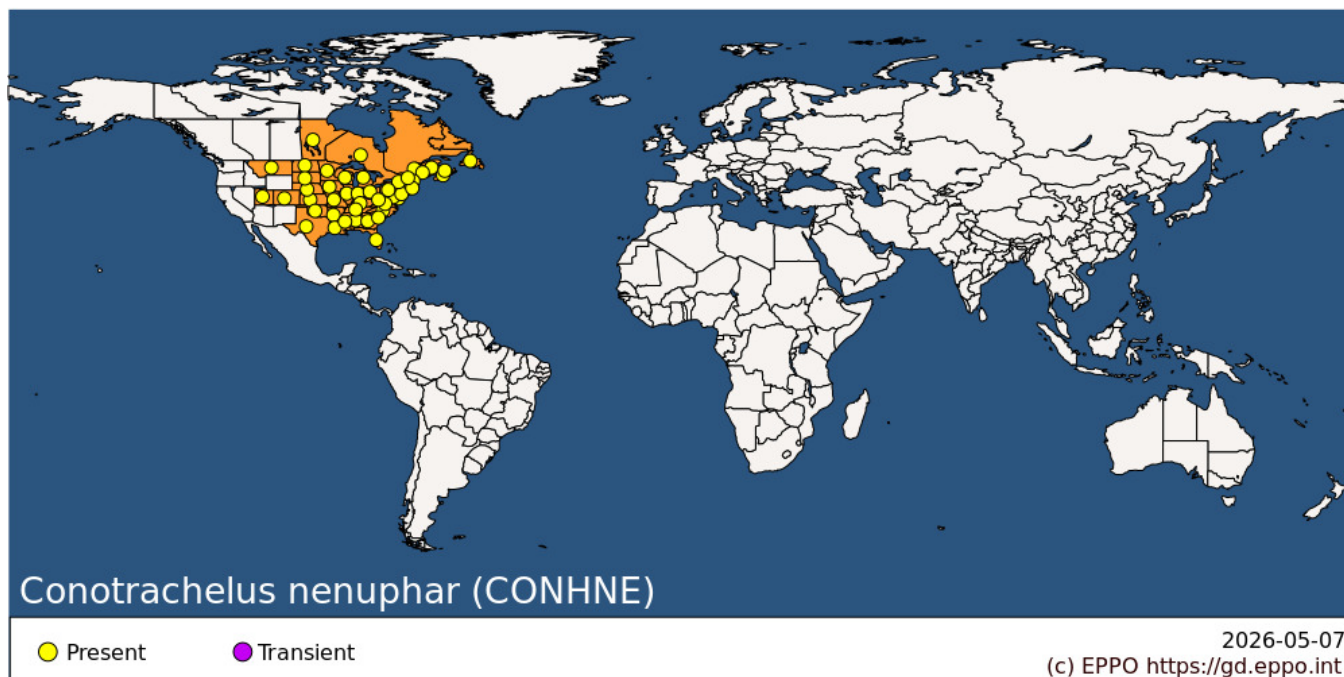 Conotrachelus nenuphar (CONHNE)
Present
Transient
2026-05-07
(c) EPPO https://gd.eppo.int